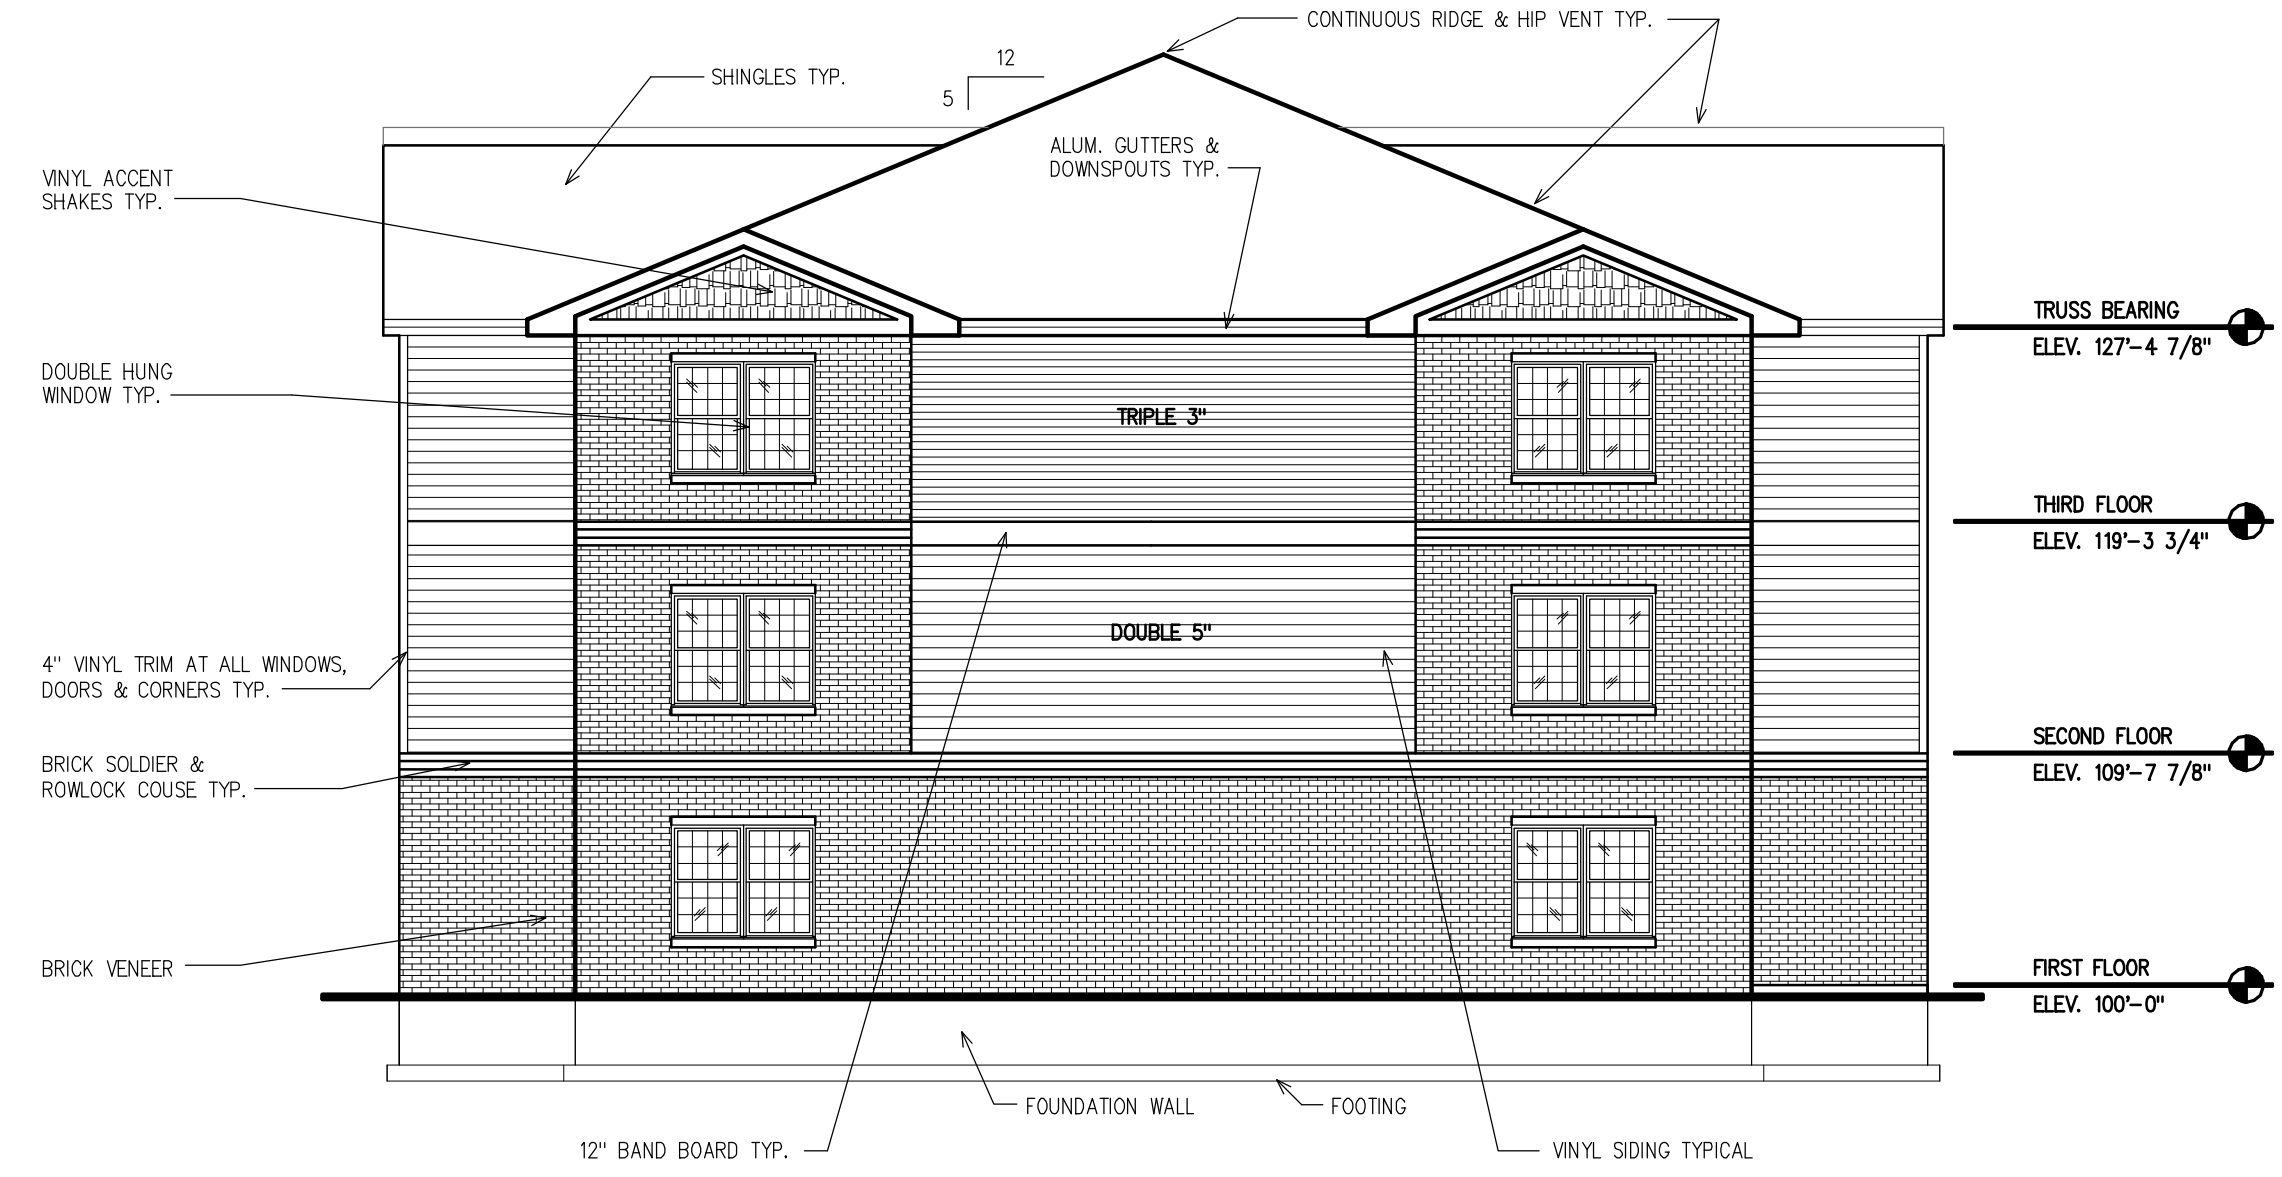 CONTINUOUS RIDGE & HIP VENT TYP.
12
SHINGLES TYP.
5
ALUM. GUTTERS &
DOWNSPOUTS TYP.
VINYL ACCENT
SHAKES TYP.
TRUSS BEARING
ELEV. 127'-4 7/8"
DOUBLE HUNG
WINDOW TYP.
TRIPLE 3"
THIRD FLOOR
ELEV. 119'-3 3/4"
DOUBLE 5"
4" VINYL TRIM AT ALL WINDOWS,
DOORS & CORNERS TYP.
SECOND FLOOR
ELEV. 109'-7 7/8"
BRICK SOLDIER &
ROWLOCK COUSE TYP.
BRICK VENEER
FIRST FLOOR
ELEV. 100'-0"
FOUNDATION WALL
FOOTING
12" BAND BOARD TYP.
VINYL SIDING TYPICAL